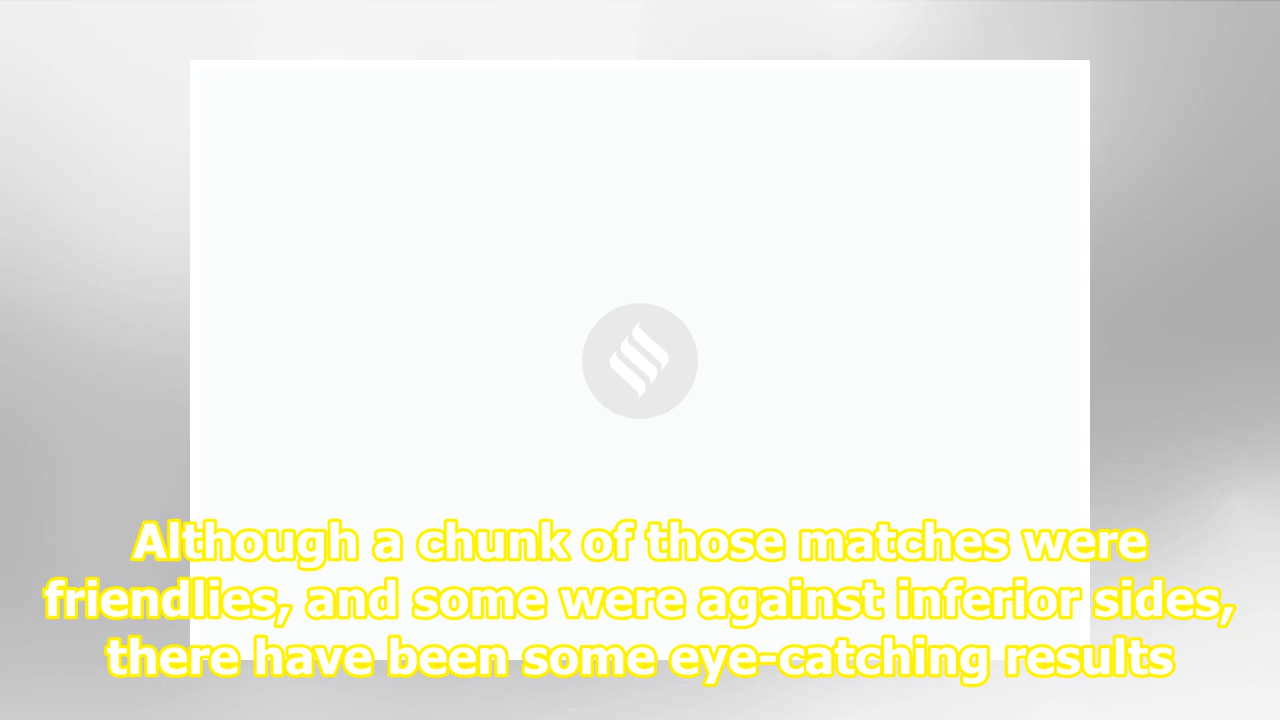 Although a chunk of those matches were
friendlies, and some were against inferior sides,
there have been some eye-catching results